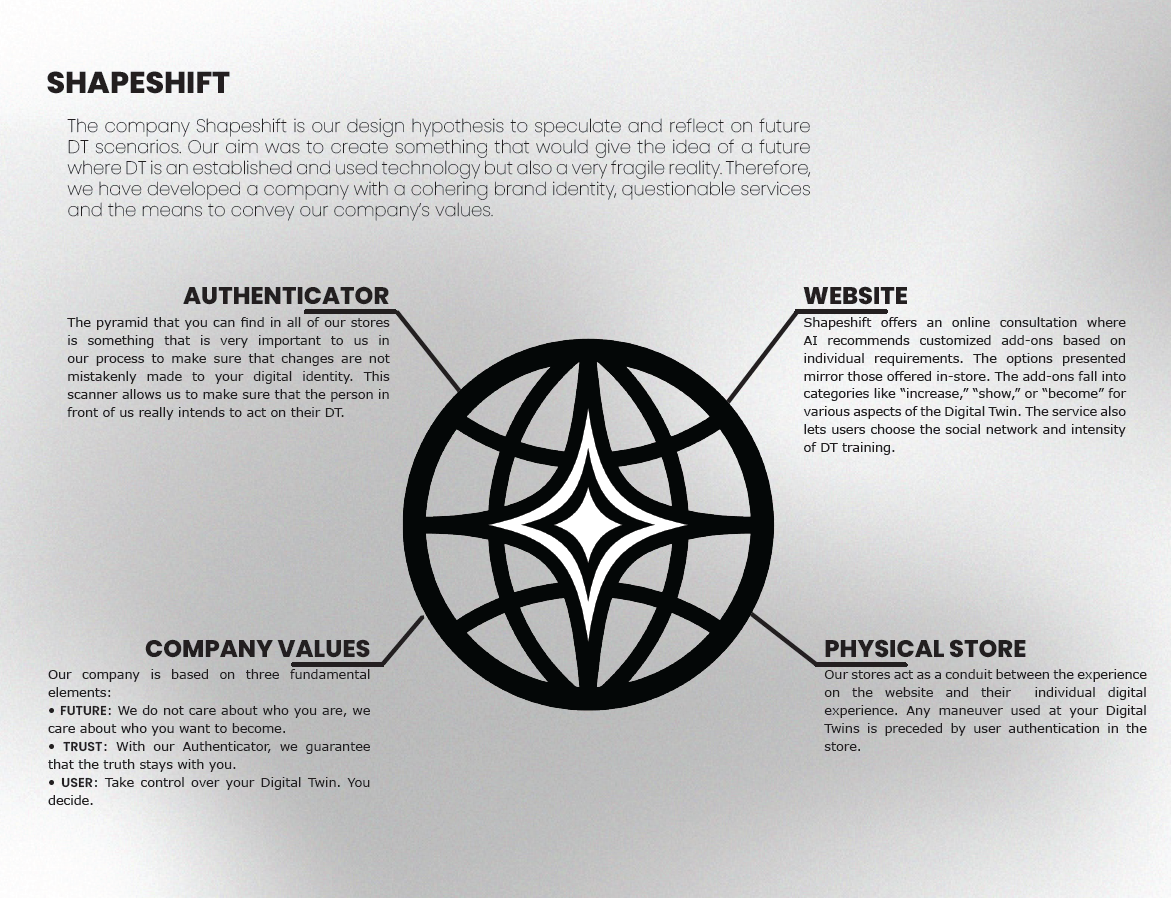 SHAPESHIFT
The company Shapeshift is our design hypothesis to speculate and reflect on future
DT scenarios. Our aim was to create something that would give the idea of a future
where DT is an established and used technology but also a very fragile reality. Therefore,
we have developed a company with a cohering brand identity, questionable services
and the means to convey our company's values.
AUTHENTICATOR
The pyramid that you can find in all of our stores
is something that is very important to us in
our process to make sure that changes are not
mistakenly made to your digital identity. This
scanner allows us to make sure that the person in
front of us really intends to act on their DT.
WEBSITE
Shapeshift offers an online consultation where
AI recommends customized add-ons based on
individual requirements. The options presented
mirror those offered in-store. The add-ons fall into
categories like “increase,” “show,” or “become” for
various aspects of the Digital Twin. The service also
lets users choose the social network and intensity
of DT training.
COMPANY VALUES
Our company is based on three fundamental
elements:
• FUTURE: We do not care about who you are, we
care about who you want to become.
• TRUST: With our Authenticator, we guarantee
that the truth stays with you.
• USER: Take control over your Digital Twin. You
decide.
PHYSICAL STORE
Our stores act as a conduit between the experience
on the website and their individual digital
experience. Any maneuver used at your Digital
Twins is preceded by user authentication in the
store.